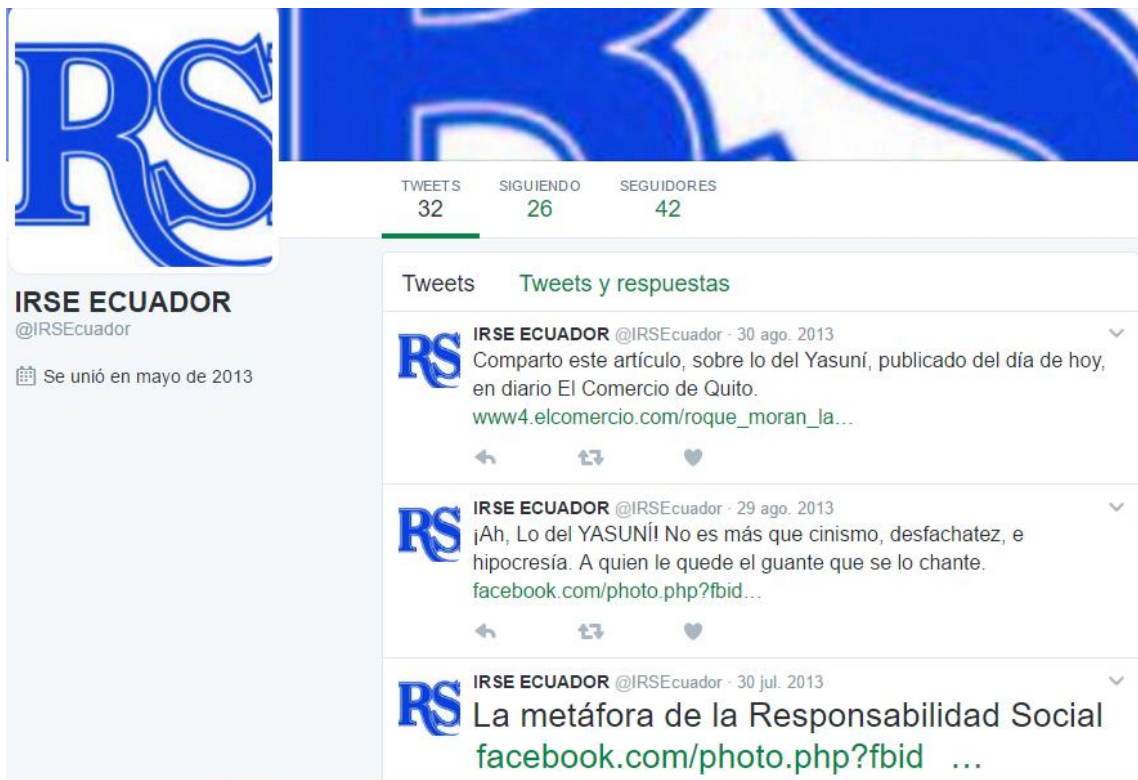 RS
RS
TWEETS SIGUIENDO SEGUIDORES
32 26 42
IRSE ECUADOR
@IRSEcuador
Se unió en mayo de 2013
Tweets Tweets y respuestas
RS
IRSE ECUADOR @IRSEcuador · 30 ago. 2013
Comparto este artículo, sobre lo del Yasuní, publicado del día de hoy,
en diario El Comercio de Quito.
www4.elcomercio.com/roque_moran_la...
RS
IRSE ECUADOR @IRSEcuador · 29 ago. 2013
¡Ah, Lo del YASUNÍ! No es más que cinismo, desfachatez, e
hipocresía. A quien le quede el guante que se lo chante.
facebook.com/photo.php?fbid...
RS
IRSE ECUADOR @IRSEcuador · 30 jul. 2013
La metáfora de la Responsabilidad Social
facebook.com/photo.php?fbid ...